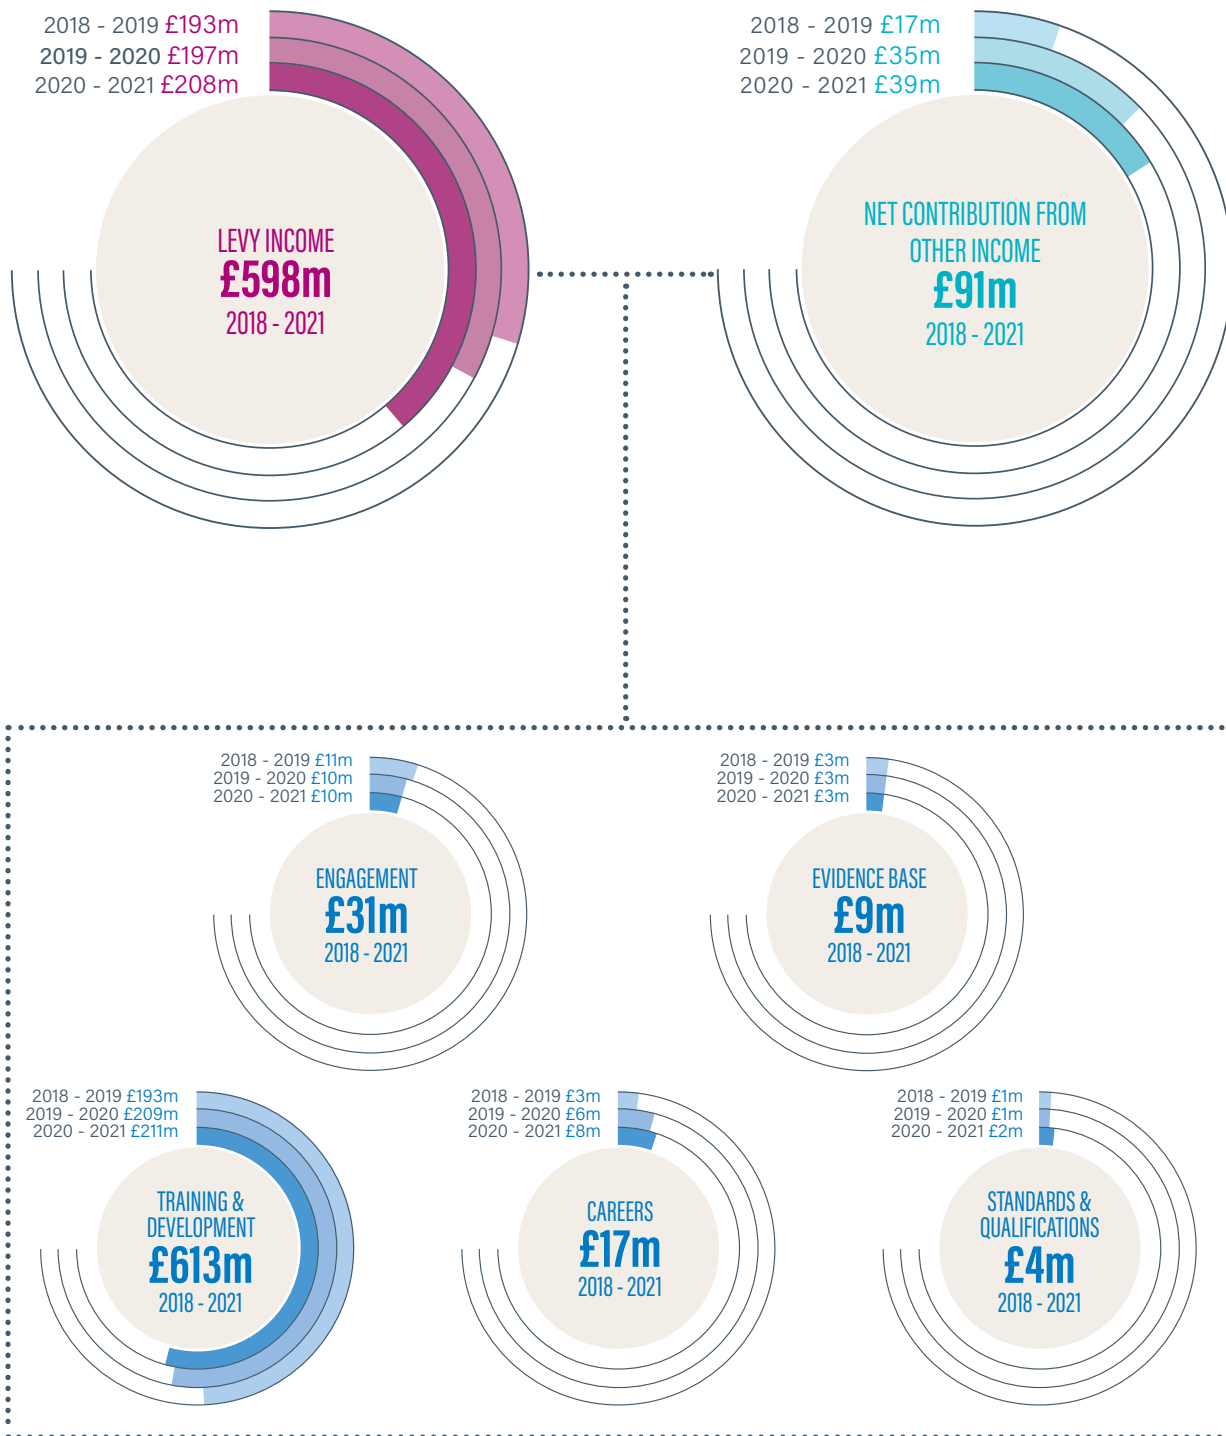 2018 - 2019 £193m
2019 - 2020 £197m
2020 - 2021 £208m
LEVY INCOME
£598m
2018 - 2021
2018 - 2019 £17m
2019 - 2020 £35m
2020 - 2021 £39m
NET CONTRIBUTION FROM
OTHER INCOME
£91m
2018 - 2021
2018 - 2019 £11m
2019 - 2020 £10m
2020 - 2021 £10m
ENGAGEMENT
£31m
2018 - 2021
2018 - 2019 £3m
2019 - 2020 £3m
2020 - 2021 £3m
EVIDENCE BASE
£9m
2018 - 2021
2018 - 2019 £193m
2019 - 2020 £209m
2020 - 2021 £211m
TRAINING &
DEVELOPMENT
£613m
2018 - 2021
2018 - 2019 £3m
2019 - 2020 £6m
2020 - 2021 £8m
CAREERS
£17m
2018 - 2021
2018 - 2019 £1m
2019 - 2020 £1m
2020 - 2021 £2m
STANDARDS &
QUALIFICATIONS
£4m
2018 - 2021